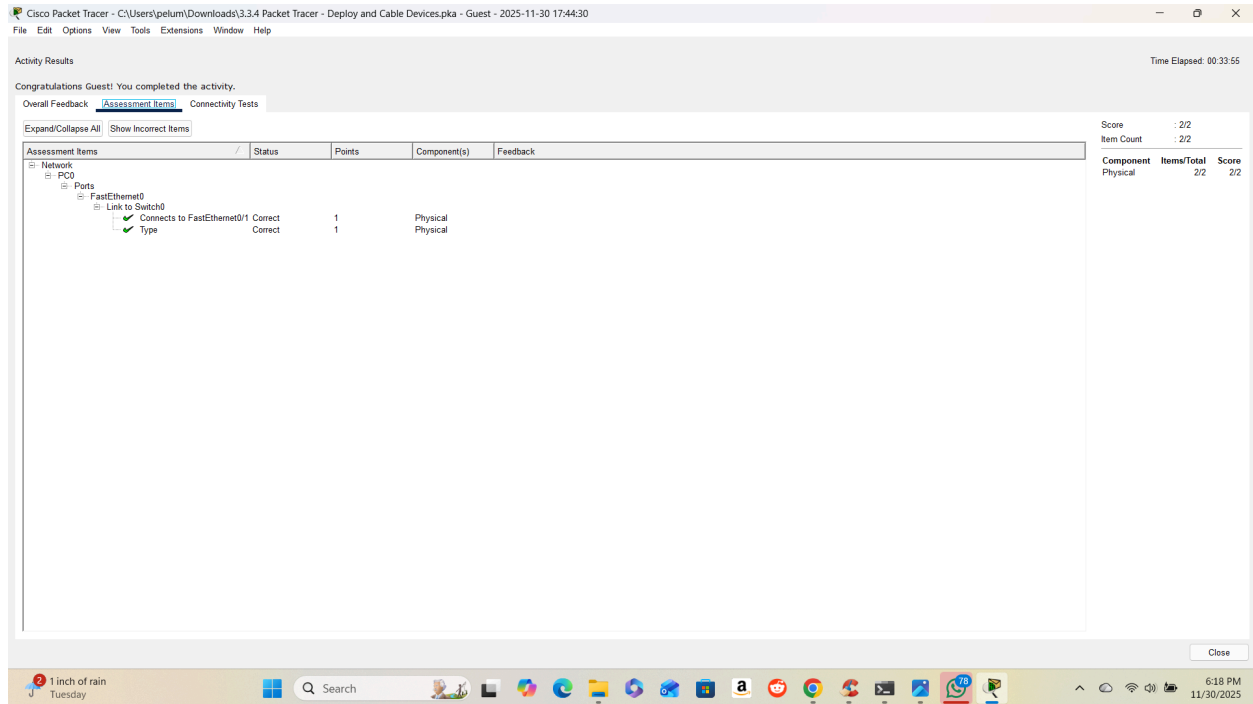 Cisco Packet Tracer - C:\Users\pelum\Downloads\3.3.4 Packet Tracer - Deploy and Cable Devices.pka - Guest - 2025-11-30 17:44:30
File Edit Options View Tools Extensions Window Help
Activity Results
Time Elapsed: 00:33:55
Congratulations Guest! You completed the activity.
Overall Feedback Assessment Items Connectivity Tests
Expand/Collapse All Show Incorrect Items
Score : 2/2
Item Count : 2/2
Assessment Items Status Points Component(s) Feedback
Component Items/Total Score
Physical 2/2 2/2
Network
PC0
Ports
FastEthernet0
Link to Switch0
Connects to FastEthernet0/1 Correct 1 Physical
Type Correct 1 Physical
Close
2
1 inch of rain
Tuesday
Search
a
78
6:18 PM
11/30/2025